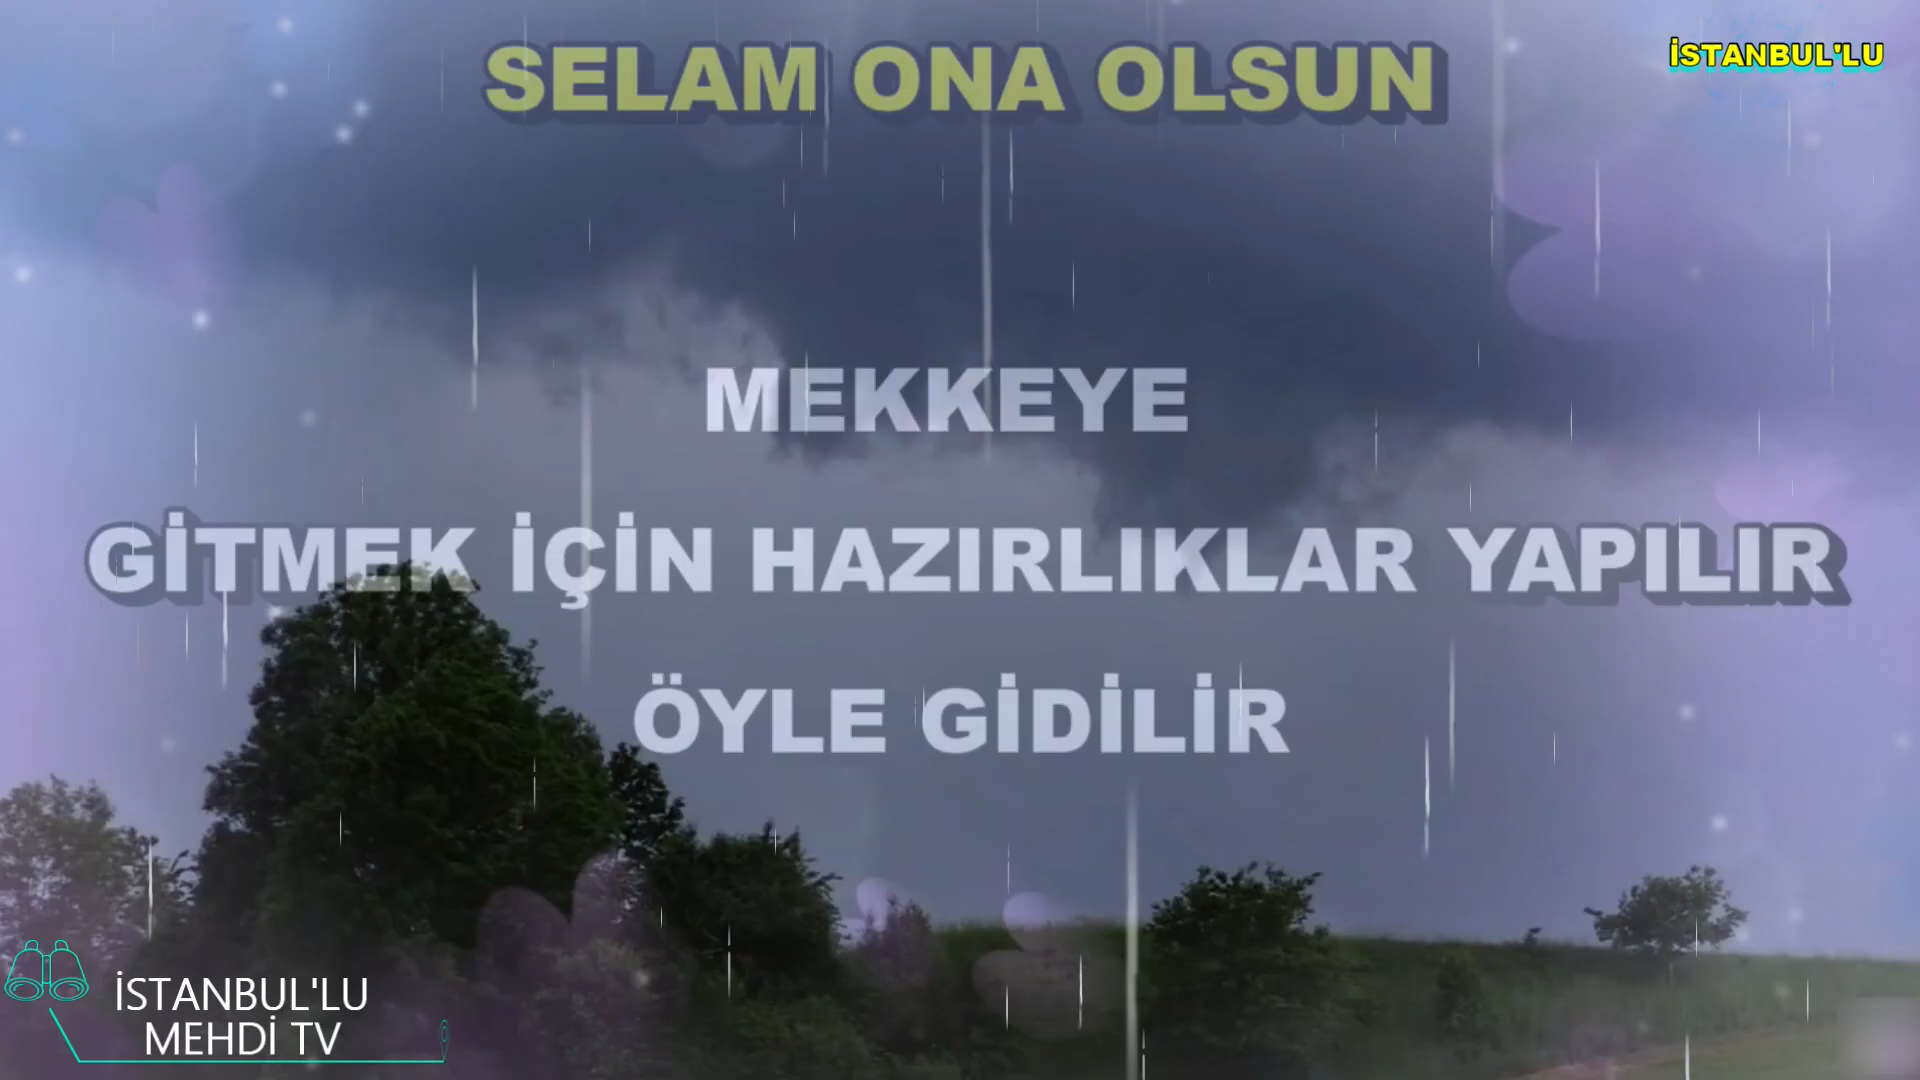 SELAM ONA OLSUN
İSTANBUL'LU
MEKKEYE
GİTMEK İÇİN HAZIRLIKLAR YAPILIR
ÖYLE GİDİLİR
İSTANBUL'LU
MEHDİ TV